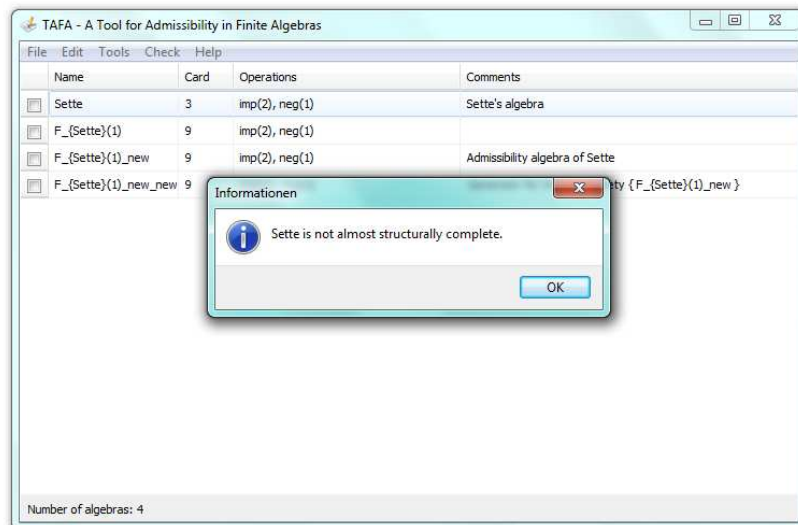 TAFA - A Tool for Admissibility in Finite Algebras
File Edit Tools Check Help
Name Card Operations Comments
Sette 3 imp(2), neg(1) Sette's algebra
F_{Sette}(1) 9 imp(2), neg(1)
F_{Sette}(1)_new 9 imp(2), neg(1) Admissibility algebra of Sette
F_{Sette}(1)_new_new 9 { F_{Sette}(1)_new }
Informationen
Sette is not almost structurally complete.
OK
Number of algebras: 4